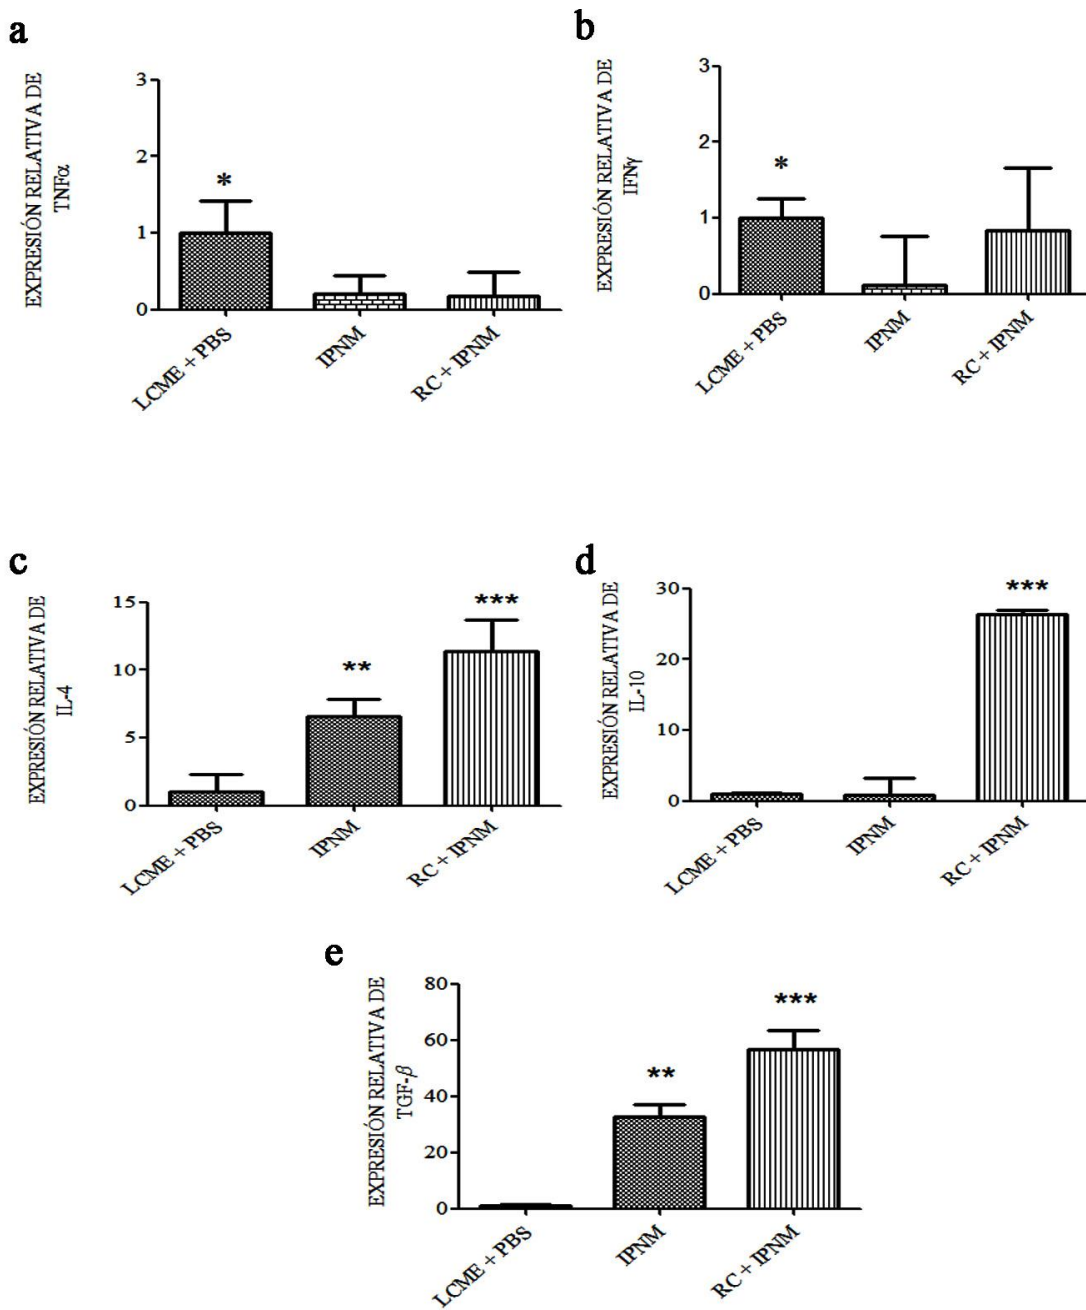 a
EXPRESIÓN RELATIVA DE
TNFα
3
2
1
0
*
LCME + PBS
IPNM
RC + IPNM
b
EXPRESIÓN RELATIVA DE
IFNγ
3
2
1
0
*
LCME + PBS
IPNM
RC + IPNM
c
EXPRESIÓN RELATIVA DE
IL-4
15
10
5
0
**
***
LCME + PBS
IPNM
RC + IPNM
d
EXPRESIÓN RELATIVA DE
IL-10
30
20
10
0
***
LCME + PBS
IPNM
RC + IPNM
e
EXPRESIÓN RELATIVA DE
TGF-β
80
60
40
20
0
**
***
LCME + PBS
IPNM
RC + IPNM